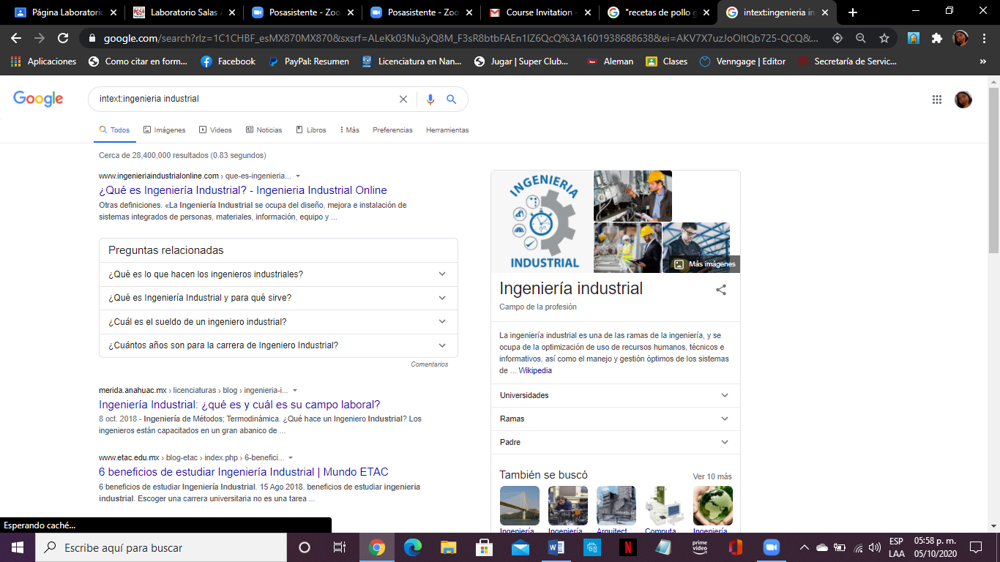 Página Laboratorio
Laboratorio Salas A
Posasistente - Zoo
Posasistente - Zoo
Course Invitation -
"recetas de pollo g
intext:ingenieria in
google.com/search?rlz=1C1CHBF_esMX870MX870&sxsrf=ALeKk03Nu3yQ8M_F3sR8btbFAEn1IZ6QcQ%3A1601938688638&ei=AKV7X7uzJoOltQb725-QCQ&...
Aplicaciones
Como citar en form...
Facebook
PayPal: Resumen
Licenciatura en Nan...
Jugar | Super Club...
Aleman
Clases
Venngage | Editor
Secretaría de Servic...
»
Google
intext:ingenieria industrial
Todos
Imágenes
Videos
Noticias
Libros
Más
Preferencias
Herramientas
Cerca de 28,400,000 resultados (0.83 segundos)
www.ingenieriaindustrialonline.com › que-es-ingenieria...
¿Qué es Ingeniería Industrial? - Ingenieria Industrial Online
Otras definiciones. «La Ingeniería Industrial se ocupa del diseño, mejora e instalación de
sistemas integrados de personas, materiales, información, equipo y ...
Preguntas relacionadas
¿Qué es lo que hacen los ingenieros industriales?
¿Qué es Ingeniería Industrial y para qué sirve?
¿Cuál es el sueldo de un ingeniero industrial?
¿Cuántos años son para la carrera de Ingeniero Industrial?
Comentarios
merida.anahuac.mx › licenciaturas › blog › ingenieria-i...
Ingeniería Industrial: ¿qué es y cuál es su campo laboral?
8 oct. 2018 - Ingeniería de Métodos; Termodinámica. ¿Qué hace un Ingeniero Industrial? Los
ingenieros están capacitados en un gran abanico de ...
www.etac.edu.mx › blog-etac › index.php › 6-benefici...
6 beneficios de estudiar Ingeniería Industrial | Mundo ETAC
6 beneficios de estudiar Ingeniería Industrial. 15 Ago 2018. beneficios de estudiar ingenieria
industrial. Escoger una carrera universitaria no es una tarea ...
INGENIERIA
INDUSTRIAL
Más imágenes
Ingeniería industrial
Campo de la profesión
La ingeniería industrial es una de las ramas de la ingeniería, y se
ocupa de la optimización de uso de recursos humanos, técnicos e
informativos, así como el manejo y gestión óptimos de los sistemas
de ... Wikipedia
Universidades
Ramas
Padre
También se buscó
Ver 10 más
Ingeniería
Ingeniería
Arquitect
Computa
Ingeniería
Esperando caché...
Escribe aquí para buscar
prime
video
ESP
LAA
05:58 p. m.
05/10/2020